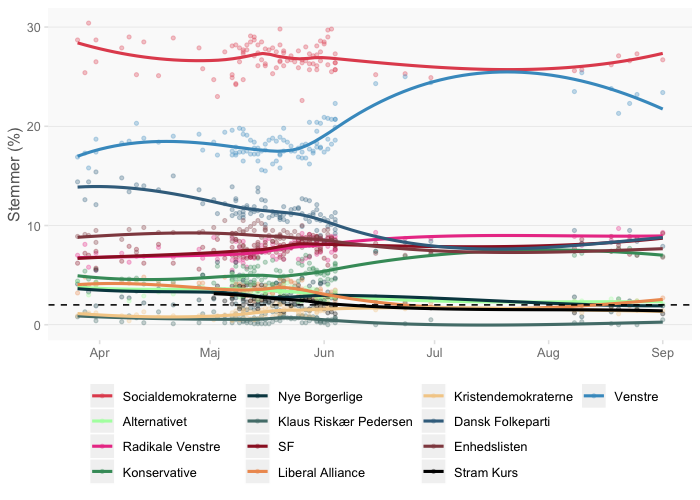 30
20
10
0
Stemmer (%)
Apr Maj Jun Jul Aug Sep
Socialdemokraterne Nye Borgerlige Kristendemokraterne Venstre
Alternativet Klaus Riskær Pedersen Dansk Folkeparti
Radikale Venstre SF Enhedslisten
Konservative Liberal Alliance Stram Kurs